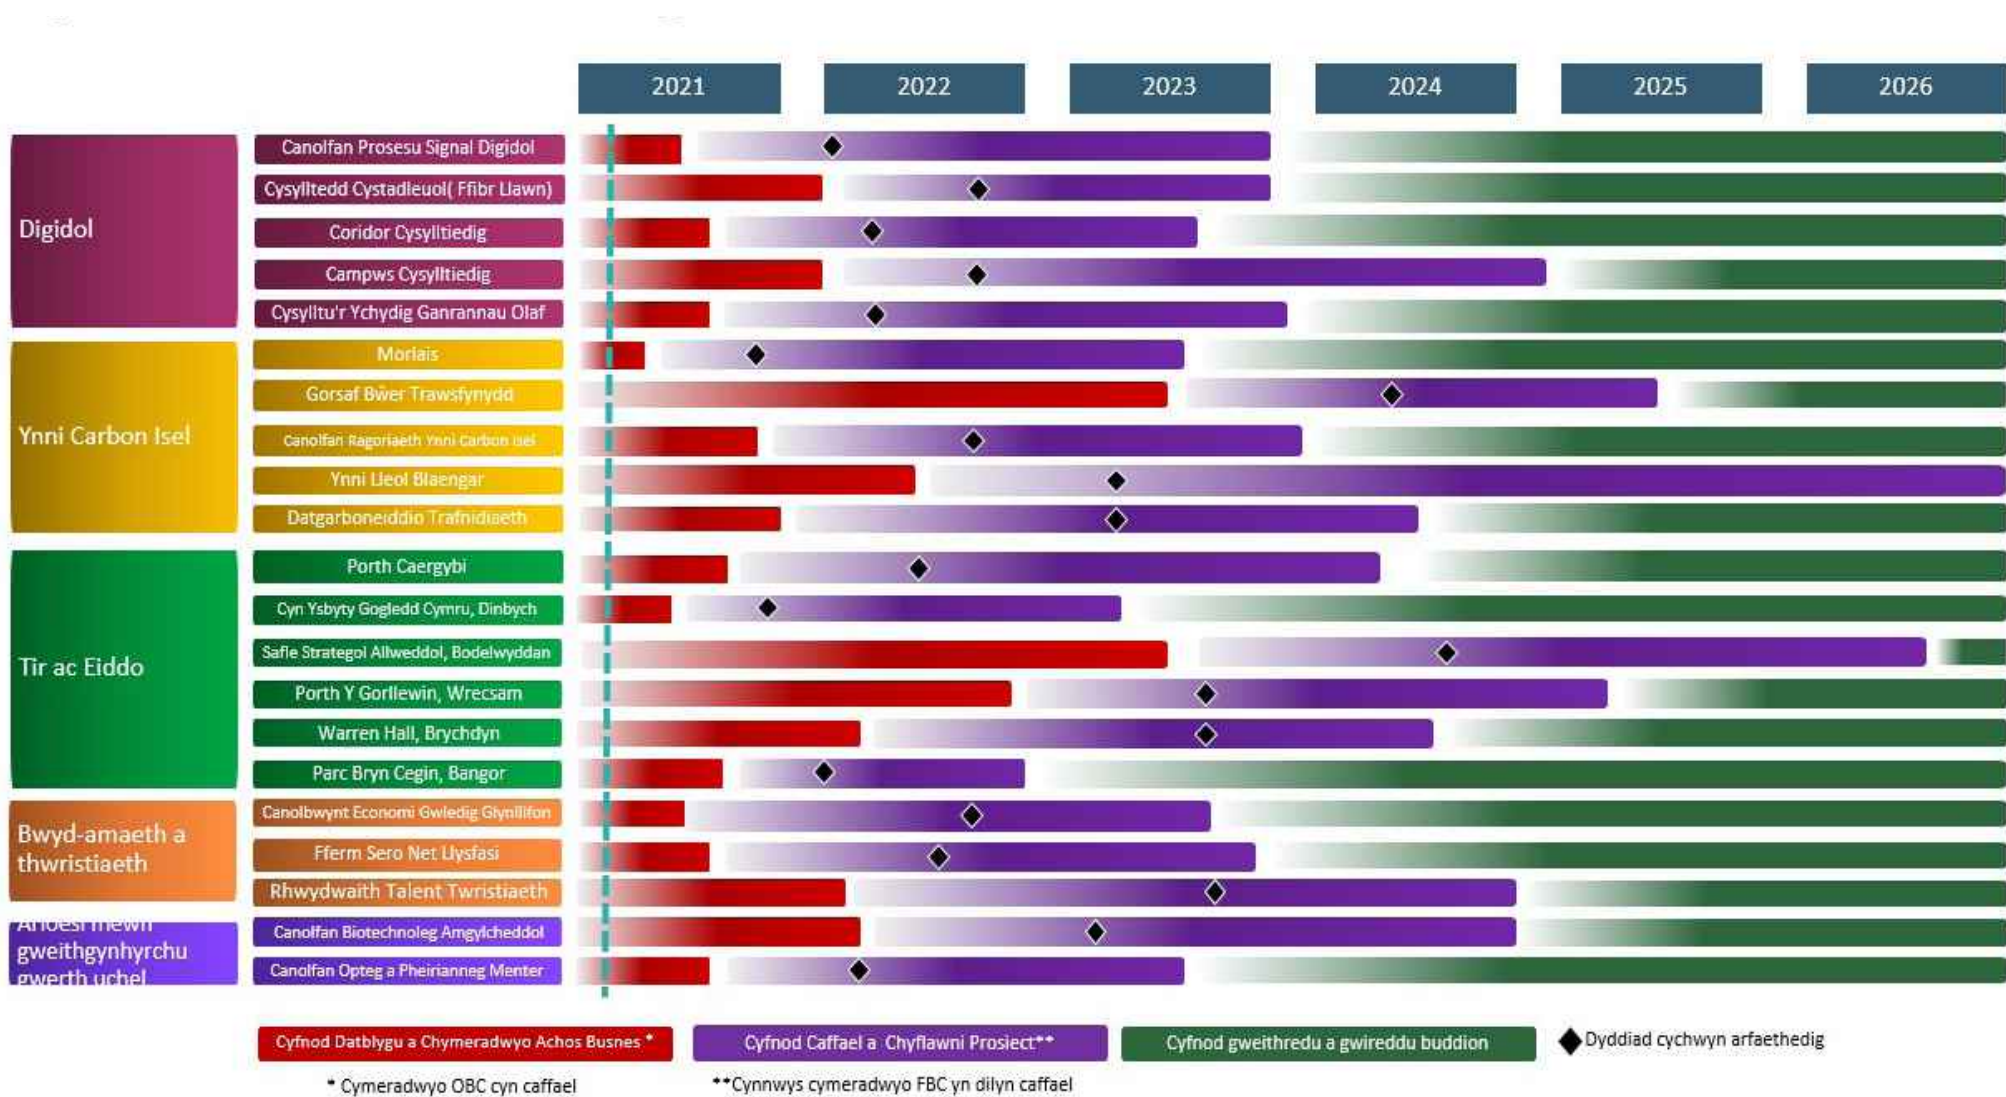 2021 2022 2023 2024 2025 2026
Digidol
Canolfan Prosesu Signal Digidol
Cysylltedd Cystadleuol( Ffibr Llawn)
Coridor Cysylltiedig
Campws Cysylltiedig
Cysylltu'r Ychydig Ganrannau Olaf
Ynni Carbon Isel
Morlais
Gorsaf Bŵer Trawsfynydd
Canolfan Ragoriaeth Ynni Carbon Isel
Ynni Lleol Blaengar
Datgarboneiddio Trafnidiaeth
Tir ac Eiddo
Porth Caergybi
Cyn Ysbyty Gogledd Cymru, Dinbych
Safle Strategol Allweddol, Bodelwyddan
Porth Y Gorllewin, Wrecsam
Warren Hall, Brychdyn
Parc Bryn Cegin, Bangor
Bwyd-amaeth a
thwristiaeth
Canolbwynt Economi Gwledig Glynllifon
Fferm Sero Net Llysfasi
Rhwydwaith Talent Twristiaeth
Arloesi mewn
gweithgynhyrchu
gwerth uchel
Canolfan Biotechnoleg Amgylcheddol
Canolfan Opteg a Pheirianneg Menter
Cyfnod Datblygu a Chymeradwyo Achos Busnes *
Cyfnod Caffael a Chyflawni Prosiect**
Cyfnod gweithredu a gwireddu buddion
Dyddiad cychwyn arfaethedig
* Cymeradwyo OBC cyn caffael
**Cynnwys cymeradwyo FBC yn dilyn caffael